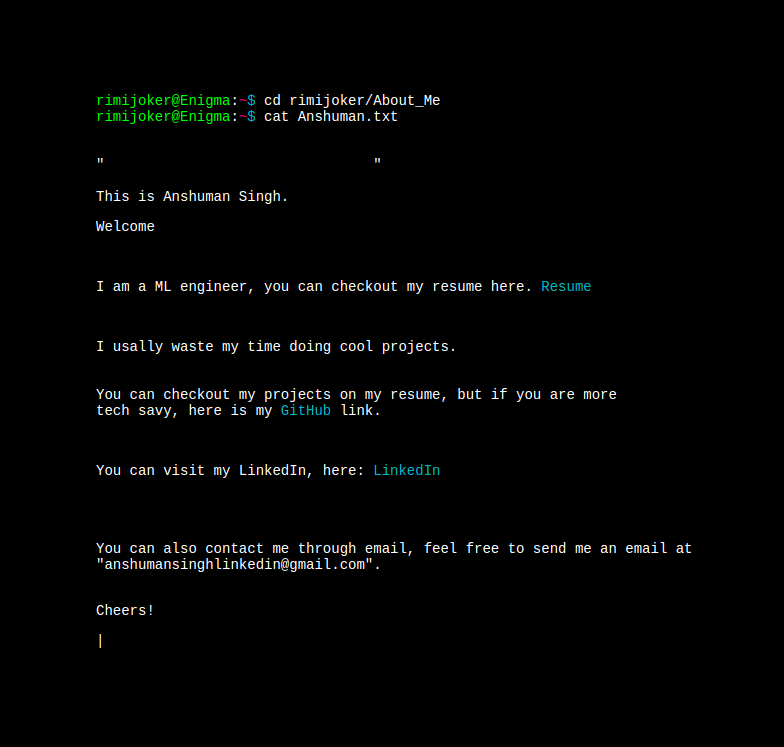 rimijoker@Enigma:~$ cd rimijoker/About_Me
rimijoker@Enigma:~$ cat Anshuman.txt
" "
This is Anshuman Singh.
Welcome
I am a ML engineer, you can checkout my resume here. Resume
I usally waste my time doing cool projects.
You can checkout my projects on my resume, but if you are more
tech savy, here is my GitHub link.
You can visit my LinkedIn, here: LinkedIn
You can also contact me through email, feel free to send me an email at
"anshumansinghlinkedin@gmail.com".
Cheers!
|